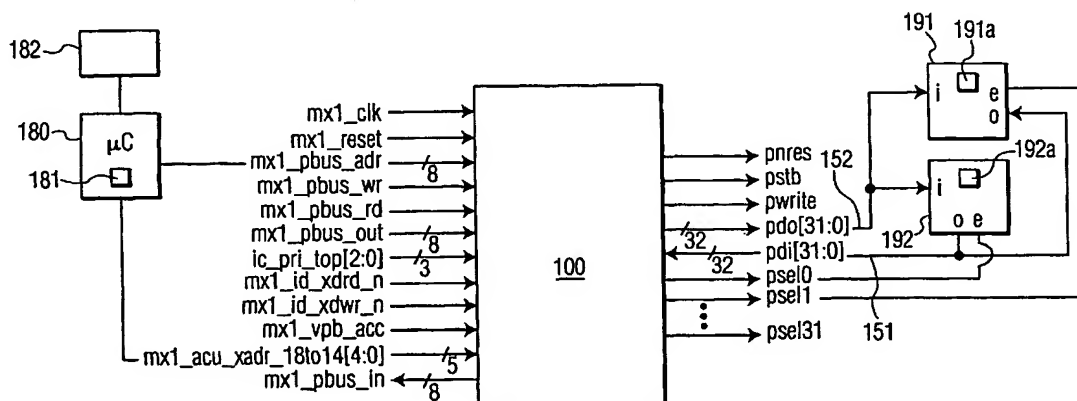 182
180
μC
181
mx1_clk
mx1_reset
mx1_pbus_adr
8
mx1_pbus_wr
mx1_pbus_rd
mx1_pbus_out
8
ic_pri_top[2:0]
3
mx1_id_xdrd_n
mx1_id_xdwr_n
mx1_vpb_acc
mx1_acu_xadr_18to14[4:0]
5
mx1_pbus_in
8
100
pnres
pstb
pwrite
pdo[31:0]
32
pdi[31:0]
32
psel0
psel1
psel31
152
151
191
191a
i
e
o
192a
i
192
o e